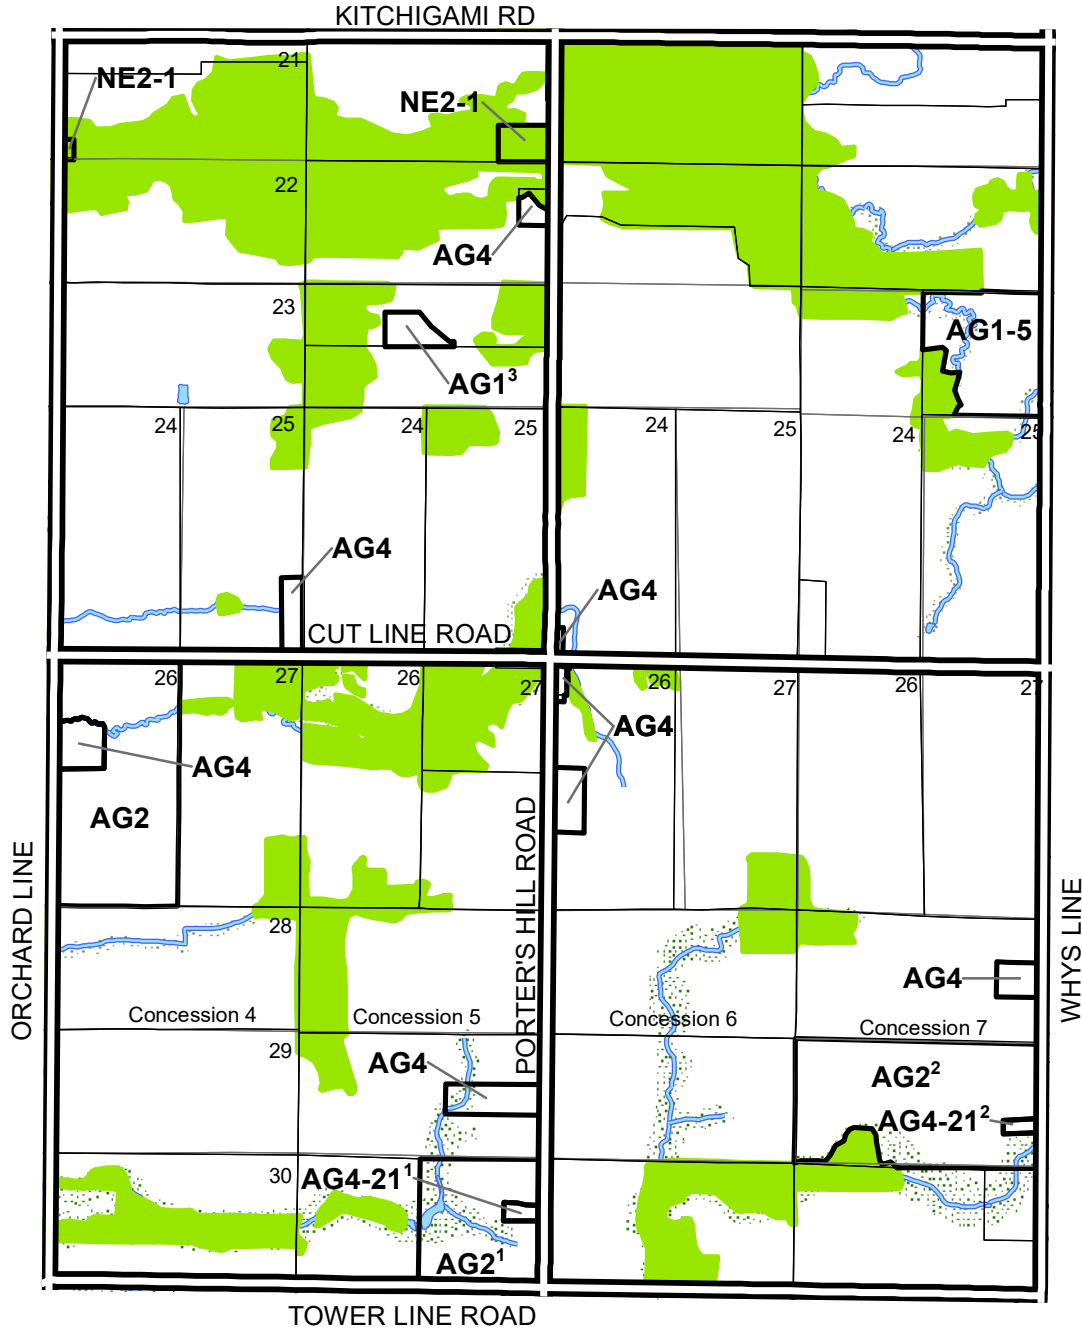 KITCHIGAMI RD
21
NE2-1
NE2-1
22
AG4
23
AG1-5
AG1³
24
25
24
25
24
25
24
25
AG4
AG4
CUT LINE ROAD
26
27
26
27
26
27
26
27
AG4
AG4
AG2
ORCHARD LINE
PORTER'S HILL ROAD
WHYS LINE
28
AG4
Concession 4
Concession 5
Concession 6
Concession 7
29
AG4
AG2²
AG4-21²
30
AG4-21¹
AG2¹
TOWER LINE ROAD